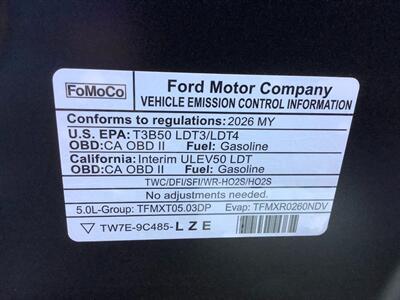 FoMoCo
Ford Motor Company
VEHICLE EMISSION CONTROL INFORMATION
Conforms to regulations: 2026 MY
U.S. EPA: T3B50 LDT3/LDT4
OBD: CA OBD II Fuel: Gasoline
California: Interim ULEV50 LDT
OBD: CA OBD II Fuel: Gasoline
TWC/DFI/SFI/WR-HO2S/HO2S
No adjustments needed.
5.0L-Group: TFMXT05.03DP Evap: TFMXR0260NDV
TW7E-9C485-LZE